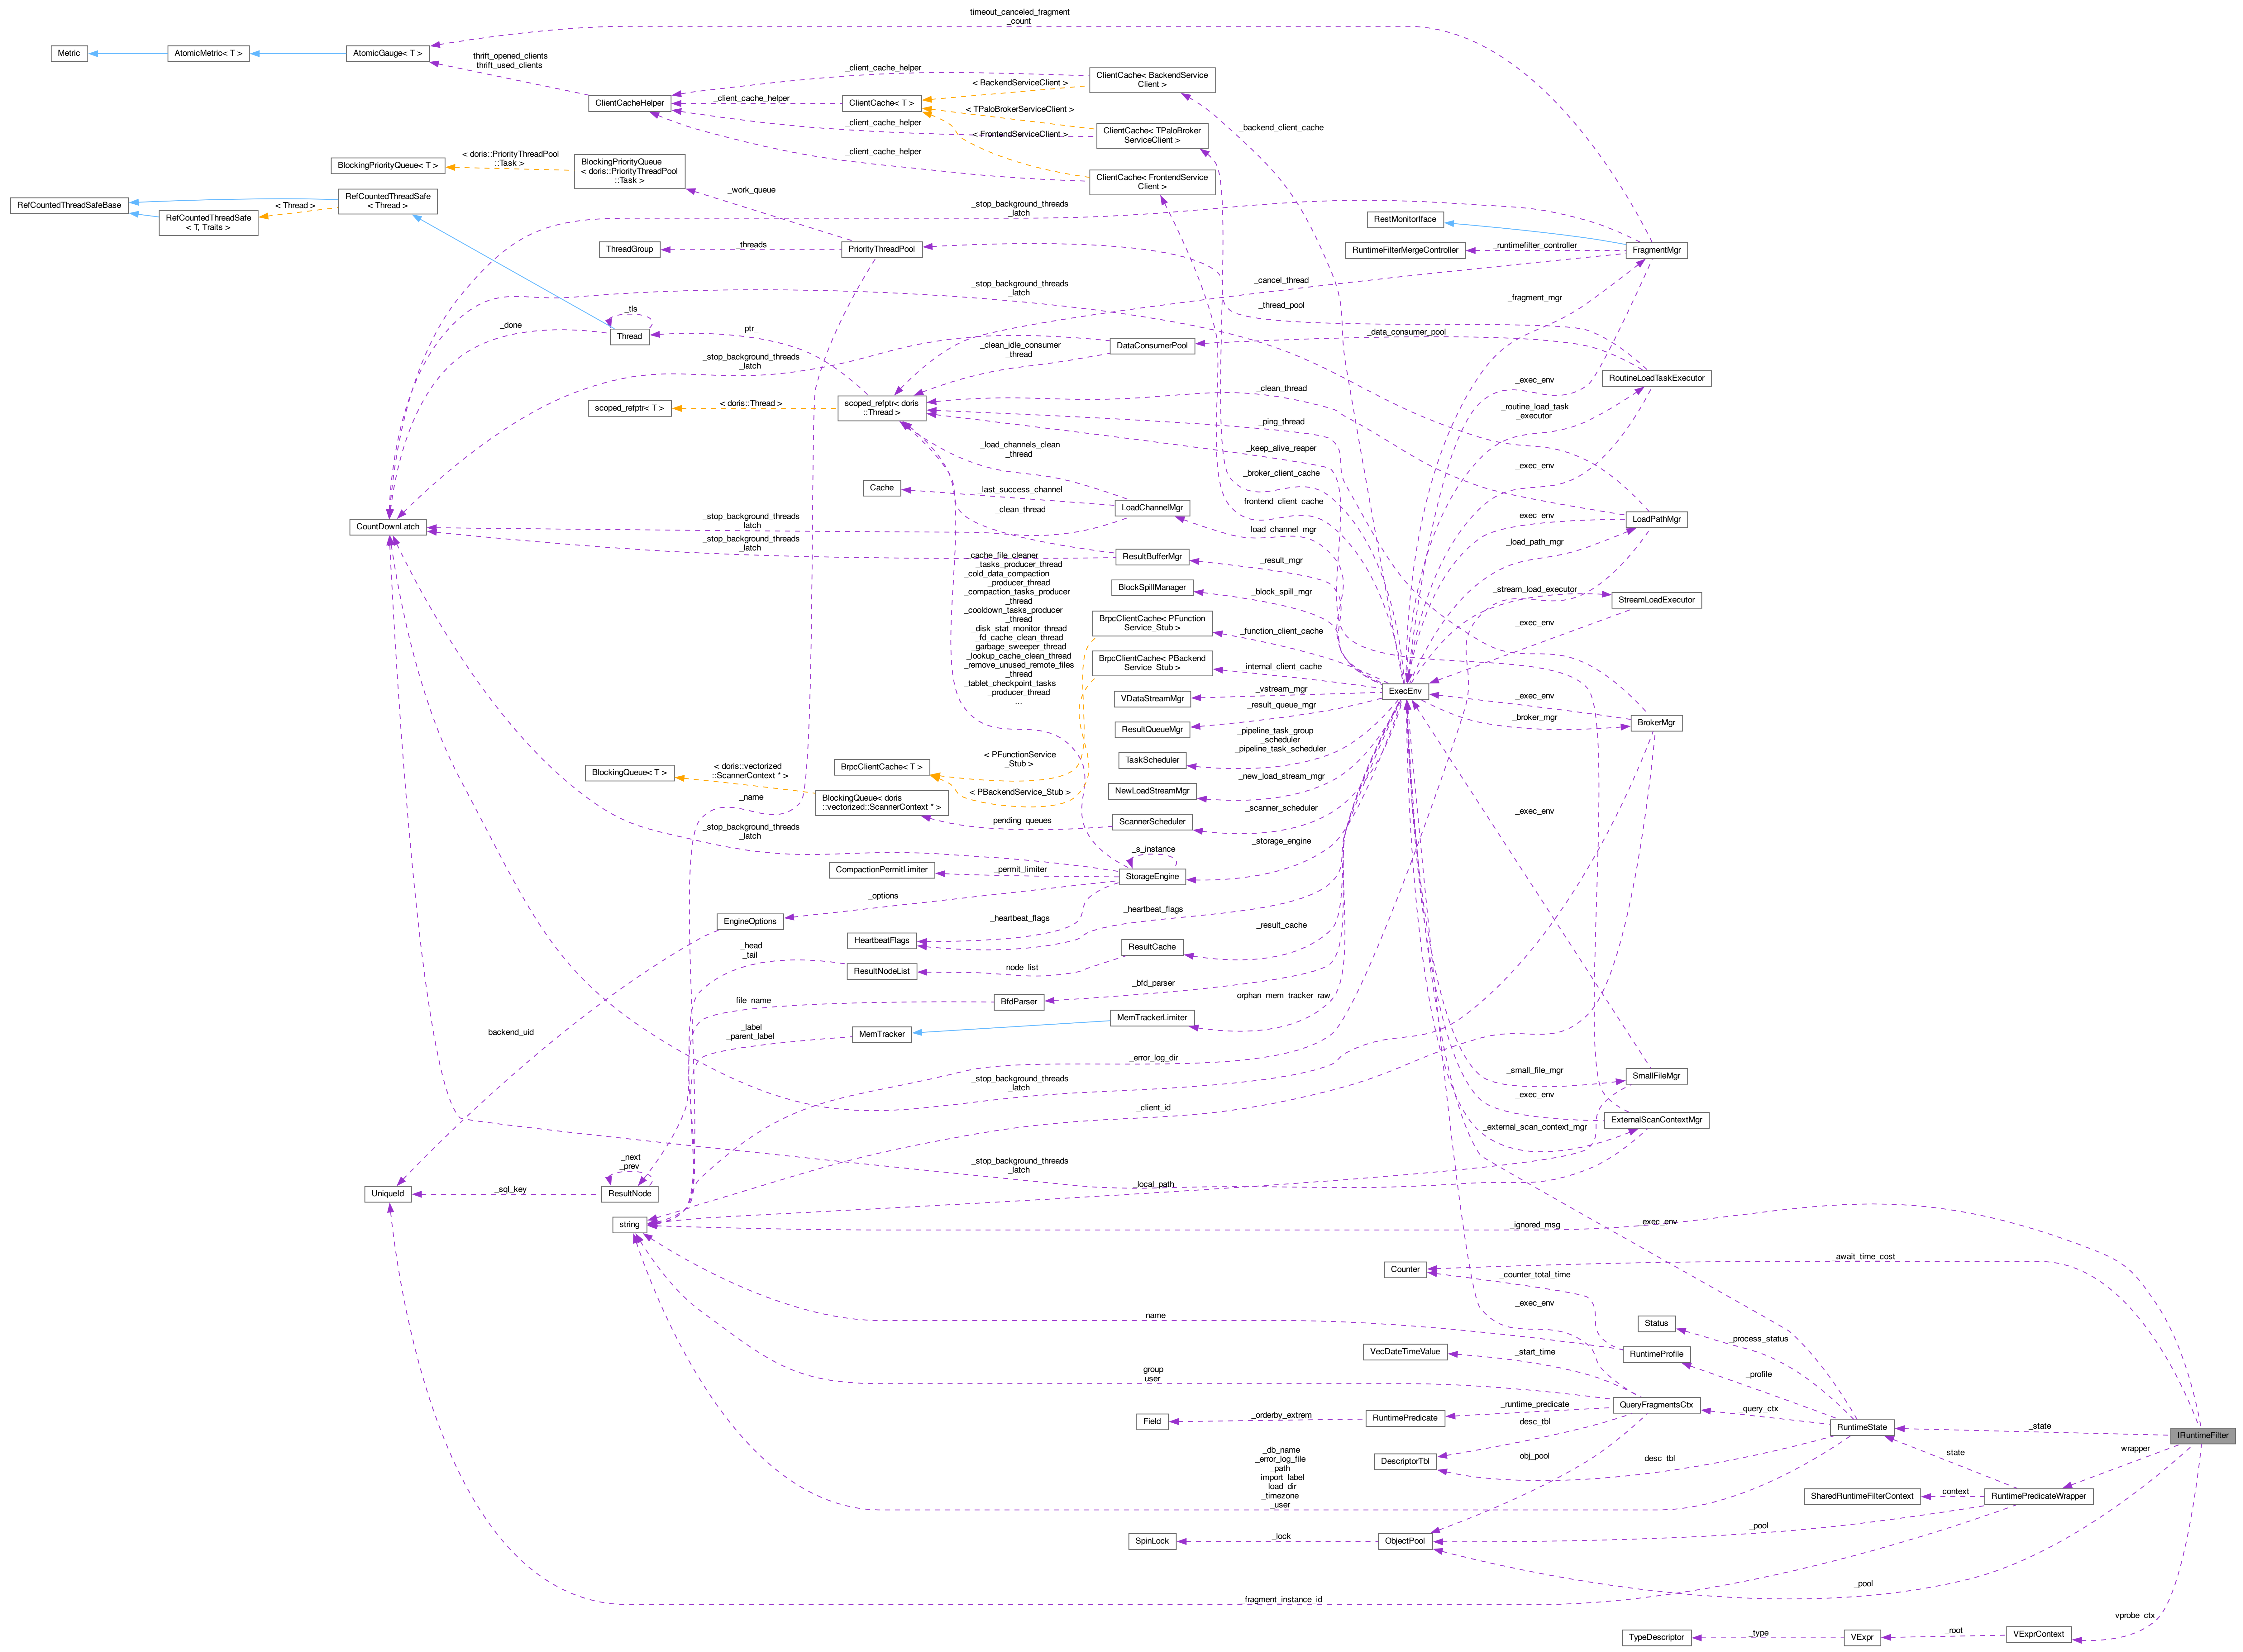 timeout_canceled_fragment
_count
Metric
AtomicMetric< T >
AtomicGauge< T >
thrift_opened_clients
thrift_used_clients
_client_cache_helper
ClientCache< BackendService
Client >
< BackendServiceClient >
ClientCacheHelper
_client_cache_helper
ClientCache< T >
< TPaloBrokerServiceClient >
_client_cache_helper
ClientCache< TPaloBroker
ServiceClient >
_backend_client_cache
< FrontendServiceClient >
_client_cache_helper
ClientCache< FrontendService
Client >
BlockingPriorityQueue< T >
< doris::PriorityThreadPool
::Task >
BlockingPriorityQueue
< doris::PriorityThreadPool
::Task >
_work_queue
RefCountedThreadSafeBase
RefCountedThreadSafe
< T, Traits >
< Thread >
RefCountedThreadSafe
< Thread >
_stop_background_threads
_latch
RestMonitorIface
ThreadGroup
_threads
PriorityThreadPool
RuntimeFilterMergeController
_runtimefilter_controller
FragmentMgr
_cancel_thread
_stop_background_threads
_latch
_fragment_mgr
_thread_pool
_tls
_done
Thread
ptr_
_clean_idle_consumer
_thread
DataConsumerPool
_data_consumer_pool
_stop_background_threads
_latch
_exec_env
RoutineLoadTaskExecutor
_clean_thread
scoped_refptr< T >
< doris::Thread >
scoped_refptr< doris
::Thread >
_routine_load_task
_executor
_ping_thread
_load_channels_clean
_thread
_keep_alive_reaper
_exec_env
_broker_client_cache
Cache
_last_success_channel
_frontend_client_cache
LoadChannelMgr
_clean_thread
_stop_background_threads
_latch
_exec_env
LoadPathMgr
CountDownLatch
_load_channel_mgr
_stop_background_threads
_latch
_load_path_mgr
_cache_file_cleaner
_tasks_producer_thread
_cold_data_compaction
_producer_thread
_compaction_tasks_producer
_thread
_cooldown_tasks_producer
_thread
_disk_stat_monitor_thread
_fd_cache_clean_thread
_garbage_sweeper_thread
_lookup_cache_clean_thread
_remove_unused_remote_files
_thread
_tablet_checkpoint_tasks
_producer_thread
...
ResultBufferMgr
_result_mgr
BlockSpillManager
_block_spill_mgr
_stream_load_executor
StreamLoadExecutor
BrpcClientCache< PFunction
Service_Stub >
_function_client_cache
_exec_env
BrpcClientCache< PBackend
Service_Stub >
_internal_client_cache
VDataStreamMgr
_vstream_mgr
ExecEnv
_exec_env
ResultQueueMgr
_result_queue_mgr
_broker_mgr
BrokerMgr
_pipeline_task_group
_scheduler
_pipeline_task_scheduler
TaskScheduler
< PFunctionService
_Stub >
BrpcClientCache< T >
BlockingQueue< T >
< doris::vectorized
::ScannerContext * >
< PBackendService_Stub >
NewLoadStreamMgr
_new_load_stream_mgr
_name
BlockingQueue< doris
::vectorized::ScannerContext * >
_pending_queues
ScannerScheduler
_scanner_scheduler
_exec_env
_stop_background_threads
_latch
_s_instance
_storage_engine
CompactionPermitLimiter
_permit_limiter
StorageEngine
_options
EngineOptions
_heartbeat_flags
_heartbeat_flags
HeartbeatFlags
_head
_tail
ResultCache
_result_cache
ResultNodeList
_node_list
_bfd_parser
_file_name
BfdParser
_orphan_mem_tracker_raw
backend_uid
_label
_parent_label
MemTracker
MemTrackerLimiter
_error_log_dir
_stop_background_threads
_latch
_small_file_mgr
SmallFileMgr
_client_id
_exec_env
ExternalScanContextMgr
_external_scan_context_mgr
_next
_prev
_stop_background_threads
_latch
_local_path
UniqueId
_sql_key
ResultNode
string
_ignored_msg
_exec_env
_await_time_cost
Counter
_counter_total_time
_exec_env
_name
Status
_process_status
VecDateTimeValue
_start_time
RuntimeProfile
_profile
group
user
QueryFragmentsCtx
_query_ctx
_runtime_predicate
RuntimePredicate
_orderby_extrem
Field
desc_tbl
RuntimeState
_state
IRuntimeFilter
_state
_wrapper
obj_pool
DescriptorTbl
_desc_tbl
_db_name
_error_log_file
_path
_import_label
_load_dir
_timezone
_user
SharedRuntimeFilterContext
_context
RuntimePredicateWrapper
_pool
SpinLock
_lock
ObjectPool
_pool
_fragment_instance_id
_vprobe_ctx
TypeDescriptor
_type
VExpr
_root
VExprContext